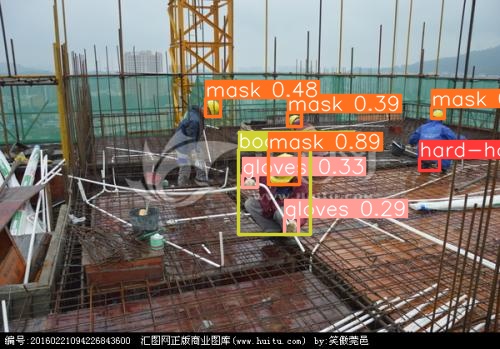 mask 0.48
mask 0.39
mask 0
bo
mask 0.89
hard-h
gloves 0.33
gloves 0.29
编号:20160221094226843600 汇图网正版商业图库(www.huitu.com) by:笑傲菀邑